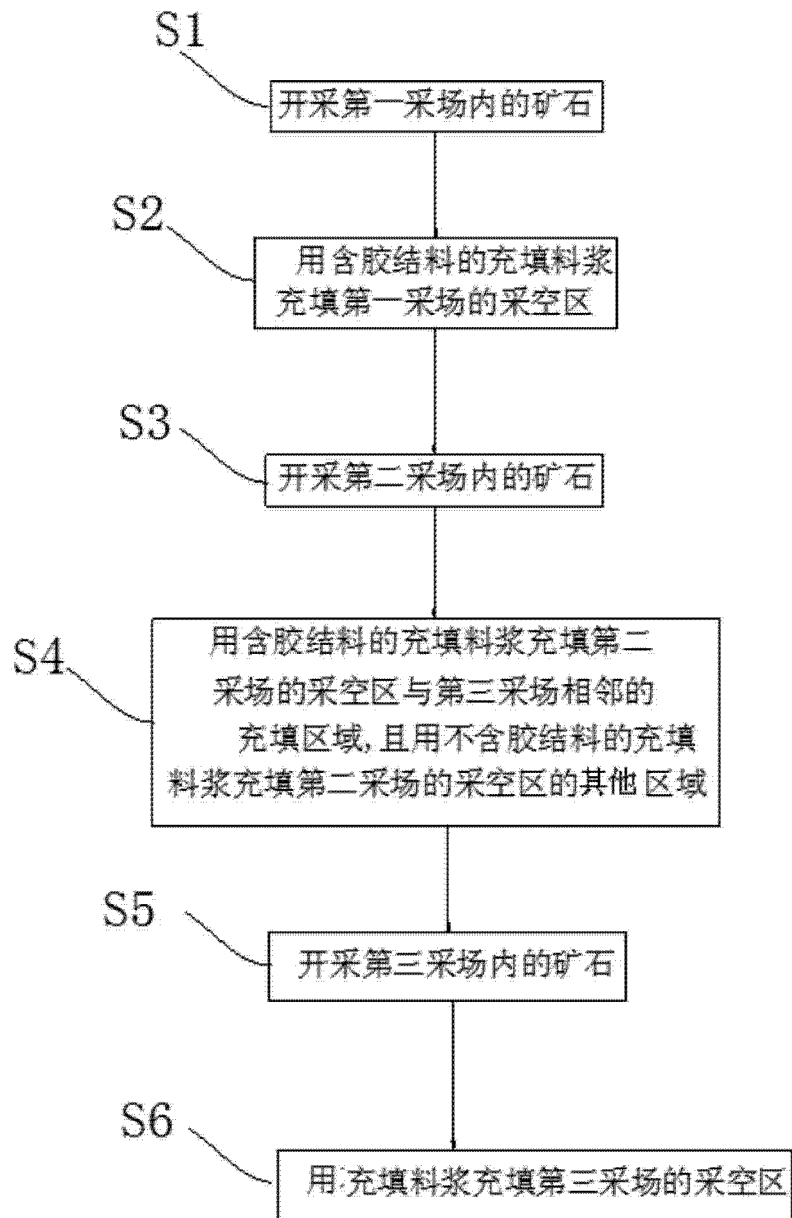 S1
开采第一采场内的矿石
S2
用含胶结料的充填料浆
充填第一采场的采空区
S3
开采第二采场内的矿石
S4
用含胶结料的充填料浆充填第二
采场的采空区与第三采场相邻的
充填区域,且用不含胶结料的充填
料浆充填第二采场的采空区的其他区域
S5
开采第三采场内的矿石
S6
用充填料浆充填第三采场的采空区